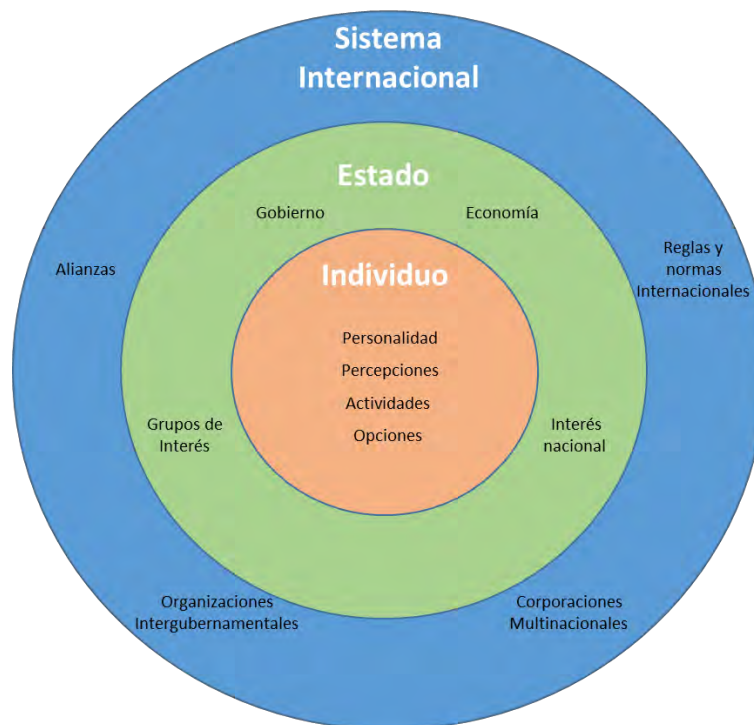 Sistema
Internacional
Estado
Gobierno
Economía
Alianzas
Reglas y
normas
Internacionales
Individuo
Personalidad
Percepciones
Actividades
Opciones
Grupos de
Interés
Interés
nacional
Organizaciones
Intergubernamentales
Corporaciones
Multinacionales